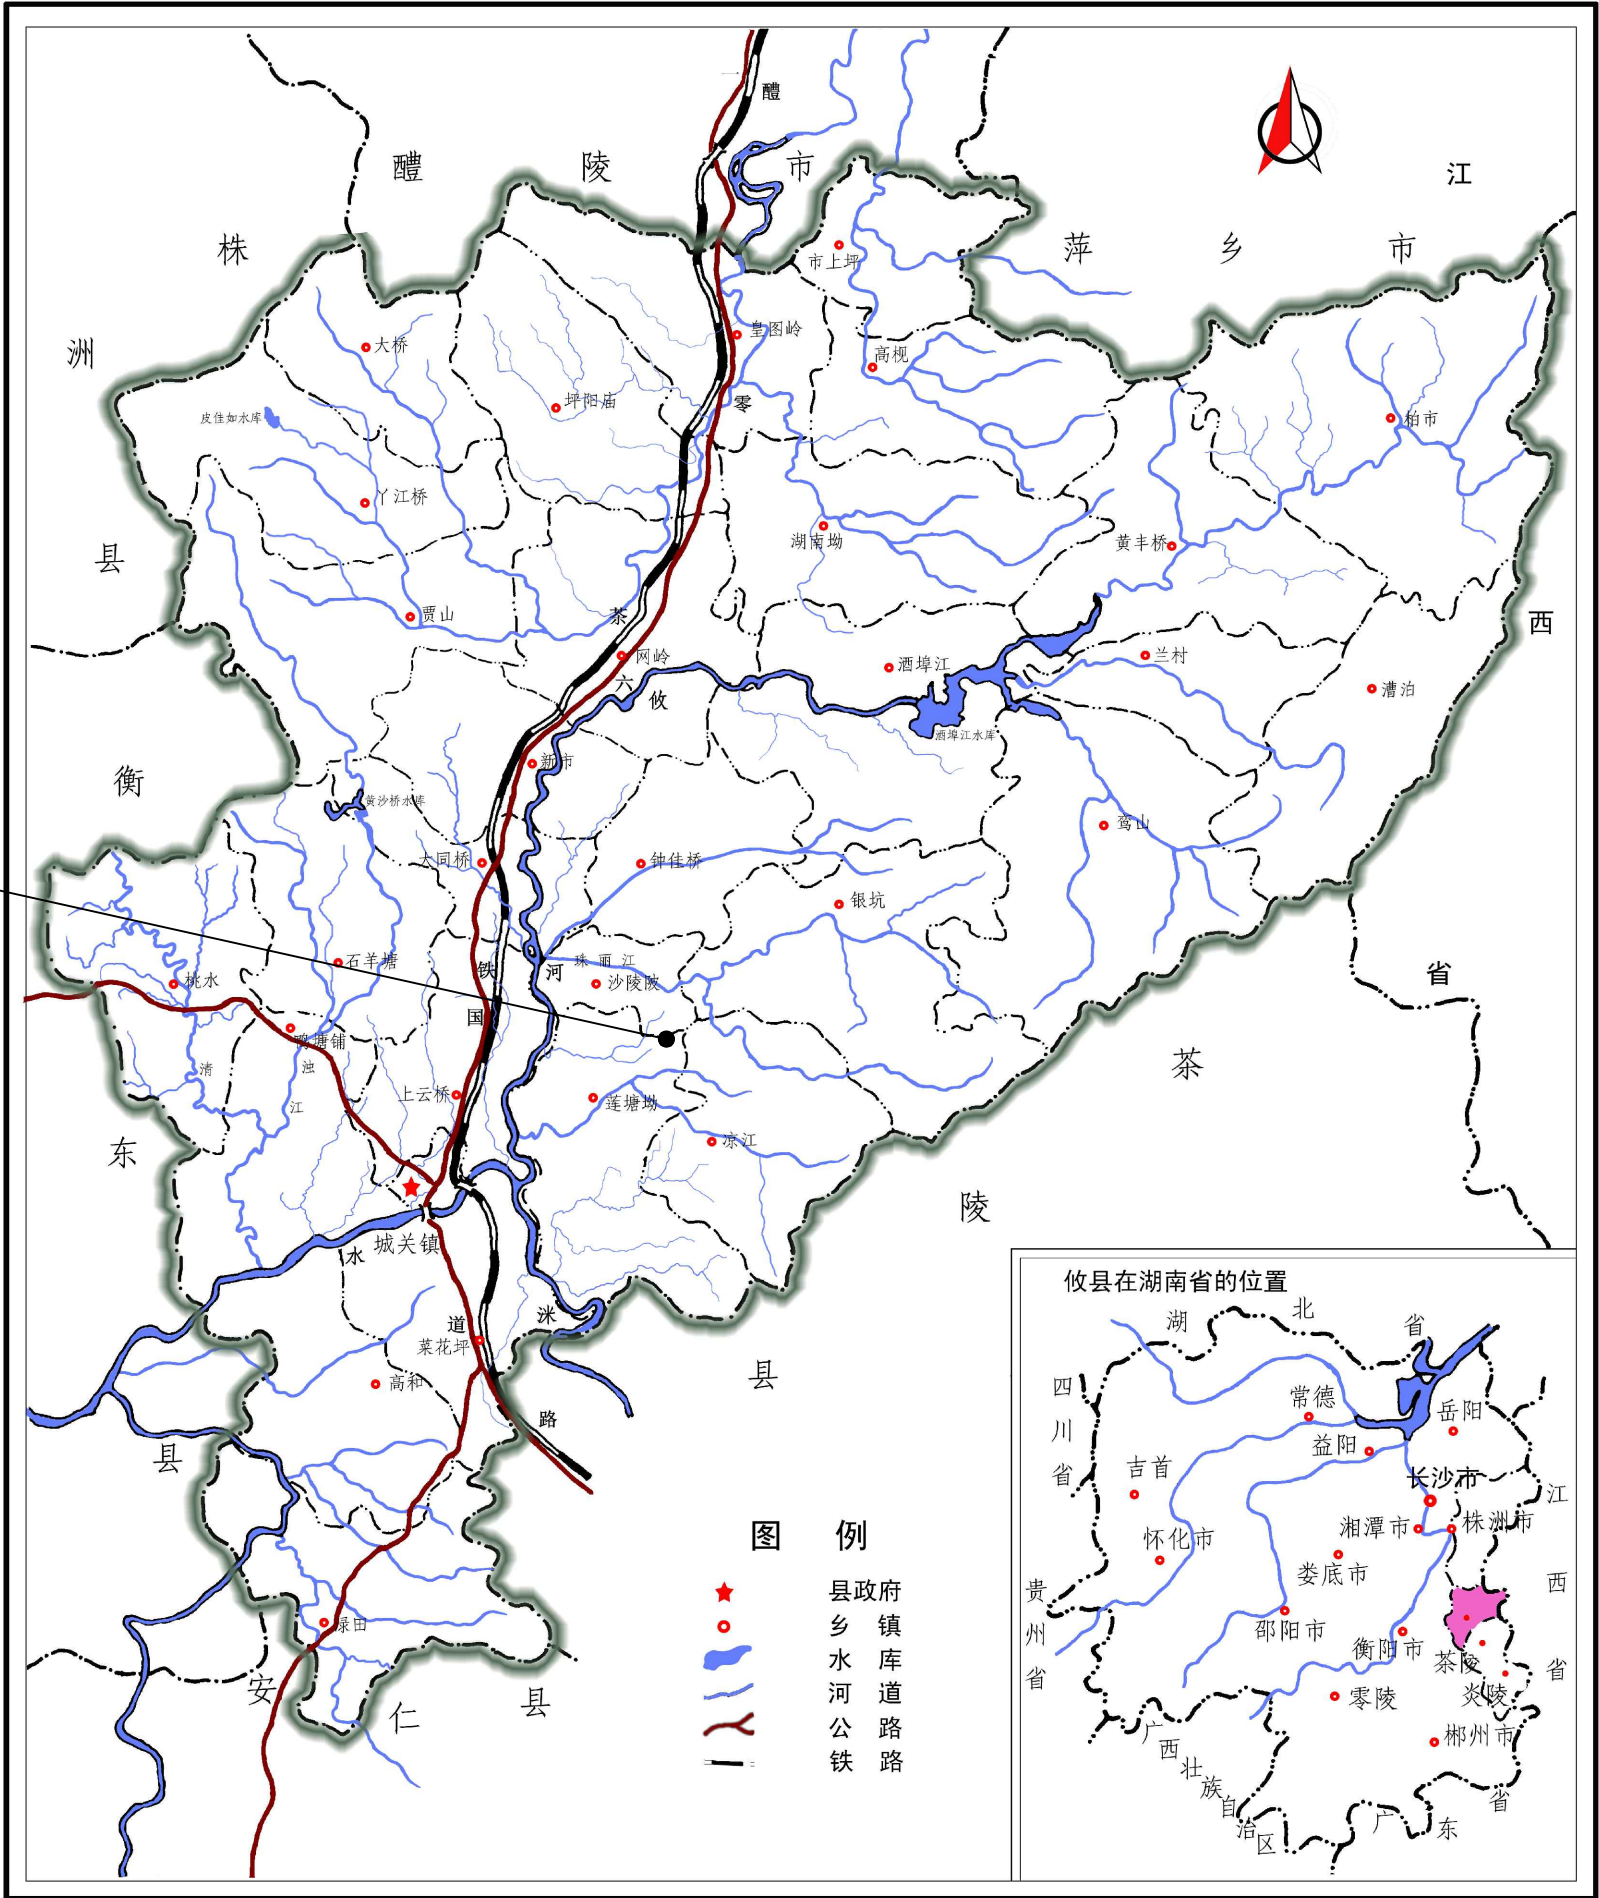 醴
醴 陵 市
江
株
萍 乡 市
市上坪
洲
大桥
皇图岭
高枧
坪阳庙
零
皮佳如水库
柏市
丫江桥
湖南坳
黄丰桥
县
贾山
茶
西
网岭
酒埠江
兰村
六
攸
漕泊
酒埠江水库
新市
衡
黄沙桥水库
鸾山
大同桥
钟佳桥
银坑
石羊塘
铁
河
珠丽江
省
桃水
沙陵陂
国
鸭塘铺
清
浊
茶
江
上云桥
莲塘坳
东
凉江
陵
城关镇
水
洣
道
菜花坪
县
高和
路
县
渌田
安
仁
县
图 例
县政府
乡 镇
水 库
河 道
公 路
铁 路
攸县在湖南省的位置
湖 北 省
四
川
省
常德
岳阳
益阳
吉首
长沙市
江
湘潭市
株洲市
怀化市
娄底市
西
贵
州
省
邵阳市
衡阳市
茶陵
省
炎陵
零陵
郴州市
广
西
壮
族
自
治
区
广 东 省